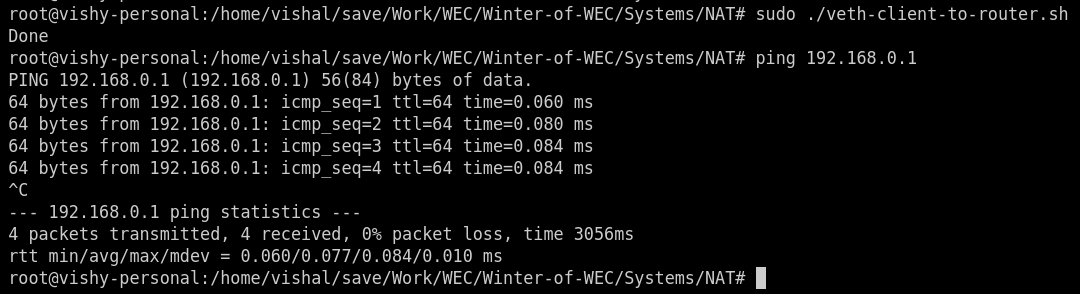 root@vishy-personal:/home/vishal/save/Work/WEC/Winter-of-WEC/Systems/NAT# sudo ./veth-client-to-router.sh
Done
root@vishy-personal:/home/vishal/save/Work/WEC/Winter-of-WEC/Systems/NAT# ping 192.168.0.1
PING 192.168.0.1 (192.168.0.1) 56(84) bytes of data.
64 bytes from 192.168.0.1: icmp_seq=1 ttl=64 time=0.060 ms
64 bytes from 192.168.0.1: icmp_seq=2 ttl=64 time=0.080 ms
64 bytes from 192.168.0.1: icmp_seq=3 ttl=64 time=0.084 ms
64 bytes from 192.168.0.1: icmp_seq=4 ttl=64 time=0.084 ms
^C
--- 192.168.0.1 ping statistics ---
4 packets transmitted, 4 received, 0% packet loss, time 3056ms
rtt min/avg/max/mdev = 0.060/0.077/0.084/0.010 ms
root@vishy-personal:/home/vishal/save/Work/WEC/Winter-of-WEC/Systems/NAT#